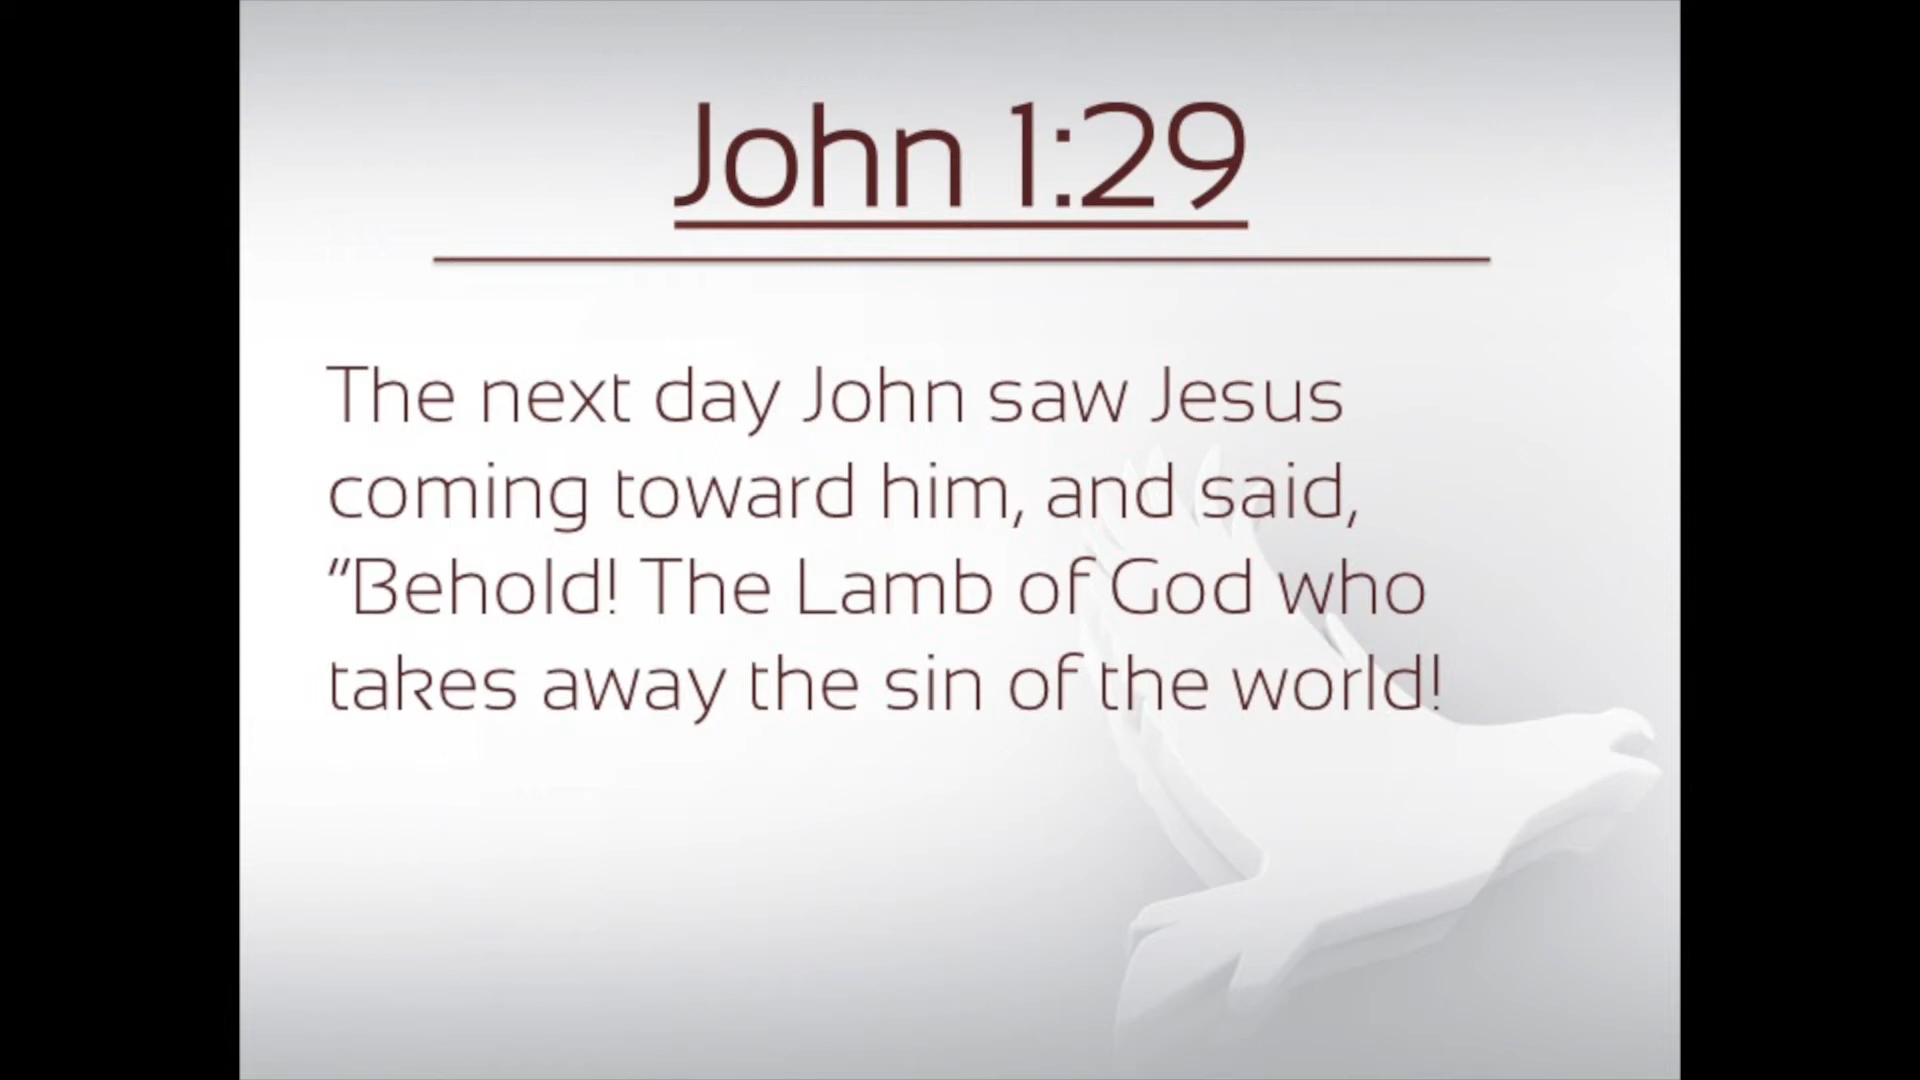 John 1:29
The next day John saw Jesus
coming toward him, and said,
“Behold! The Lamb of God who
takes away the sin of the world!